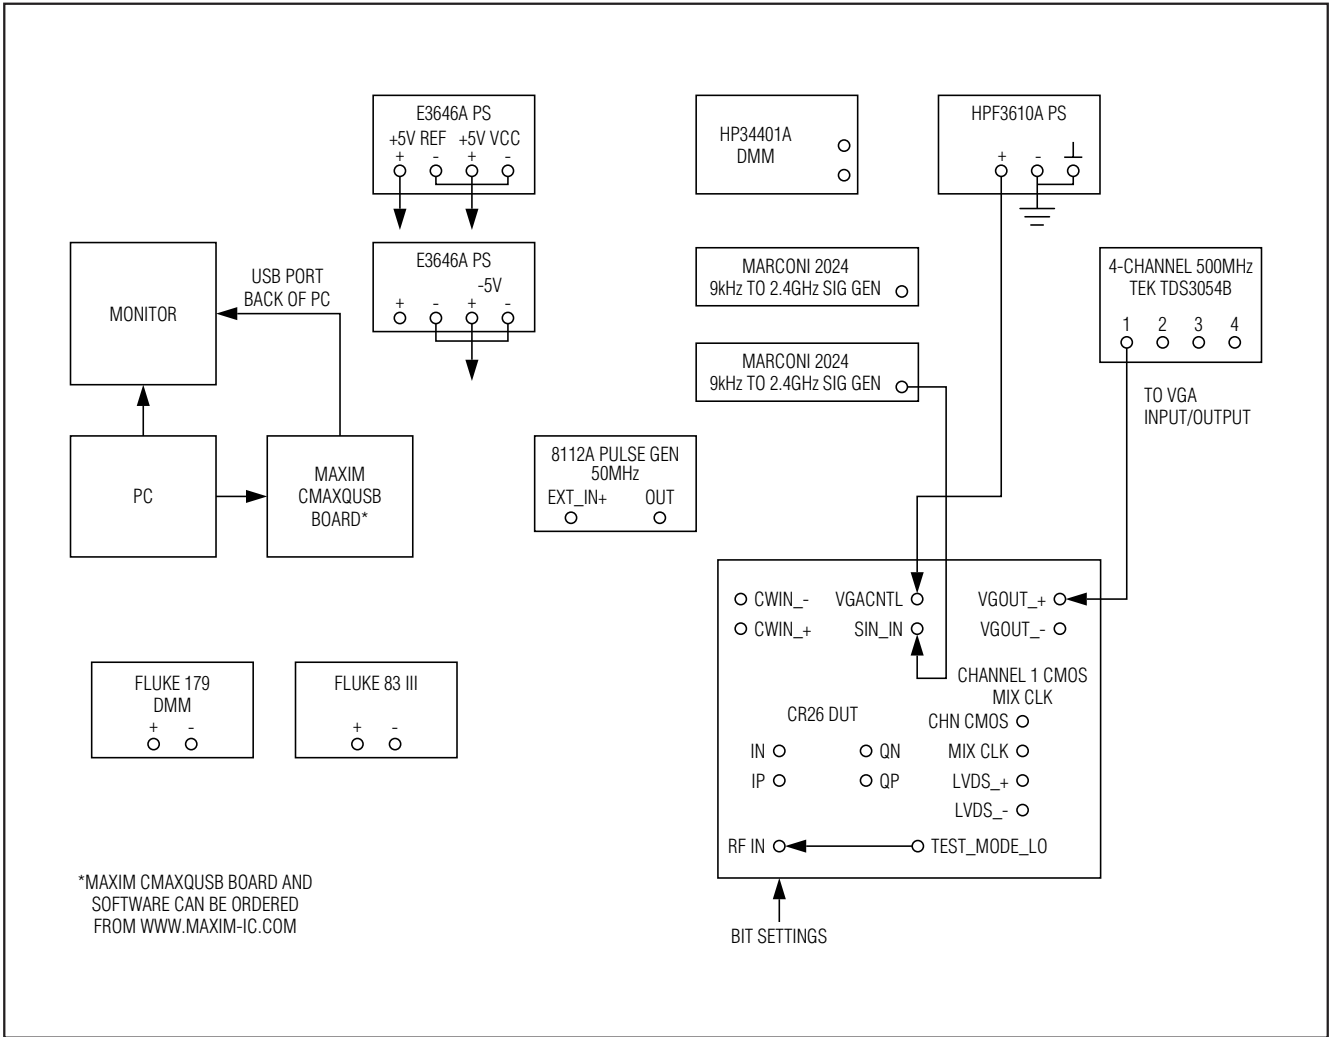 E3646A PS
+5V REF +5V VCC
+ - + -
HP34401A
DMM
HPF3610A PS
+ -
E3646A PS
-5V
+ - + -
MONITOR
USB PORT
BACK OF PC
MARCONI 2024
9kHz TO 2.4GHz SIG GEN
4-CHANNEL 500MHz
TEK TDS3054B
1 2 3 4
MARCONI 2024
9kHz TO 2.4GHz SIG GEN
TO VGA
INPUT/OUTPUT
PC
MAXIM
CMAXQUSB
BOARD*
8112A PULSE GEN
50MHz
EXT_IN+ OUT
CWIN_- VGACNTL VGOUT_+
CWIN_+ SIN_IN VGOUT_-
CHANNEL 1 CMOS
MIX CLK
CR26 DUT
CHN CMOS
IN QN MIX CLK
IP QP LVDS_+
LVDS_-
RF IN TEST_MODE_LO
BIT SETTINGS
FLUKE 179
DMM
+ -
FLUKE 83 III
+ -
*MAXIM CMAXQUSB BOARD AND
SOFTWARE CAN BE ORDERED
FROM WWW.MAXIM-IC.COM